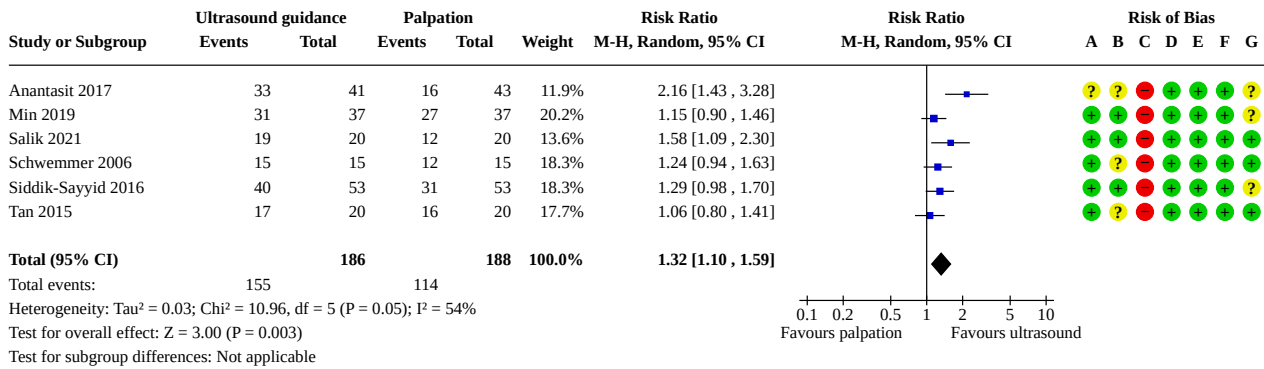 Ultrasound guidance Palpation Risk Ratio Risk Ratio Risk of Bias
Study or Subgroup Events Total Events Total Weight M-H, Random, 95% CI M-H, Random, 95% CI A B C D E F G
Anantasit 2017 33 41 16 43 11.9% 2.16 [1.43 , 3.28] ? ? − + + + ?
Min 2019 31 37 27 37 20.2% 1.15 [0.90 , 1.46] + + − + + + ?
Salik 2021 19 20 12 20 13.6% 1.58 [1.09 , 2.30] + + − + + + +
Schwemmer 2006 15 15 12 15 18.3% 1.24 [0.94 , 1.63] + ? − + + + +
Siddik-Sayyid 2016 40 53 31 53 18.3% 1.29 [0.98 , 1.70] + + − + + + ?
Tan 2015 17 20 16 20 17.7% 1.06 [0.80 , 1.41] + ? − + + + +
Total (95% CI) 186 188 100.0% 1.32 [1.10 , 1.59]
Total events: 155 114
Heterogeneity: Tau² = 0.03; Chi² = 10.96, df = 5 (P = 0.05); I² = 54%
Test for overall effect: Z = 3.00 (P = 0.003)
Test for subgroup differences: Not applicable
0.1 0.2 0.5 1 2 5 10
Favours palpation Favours ultrasound